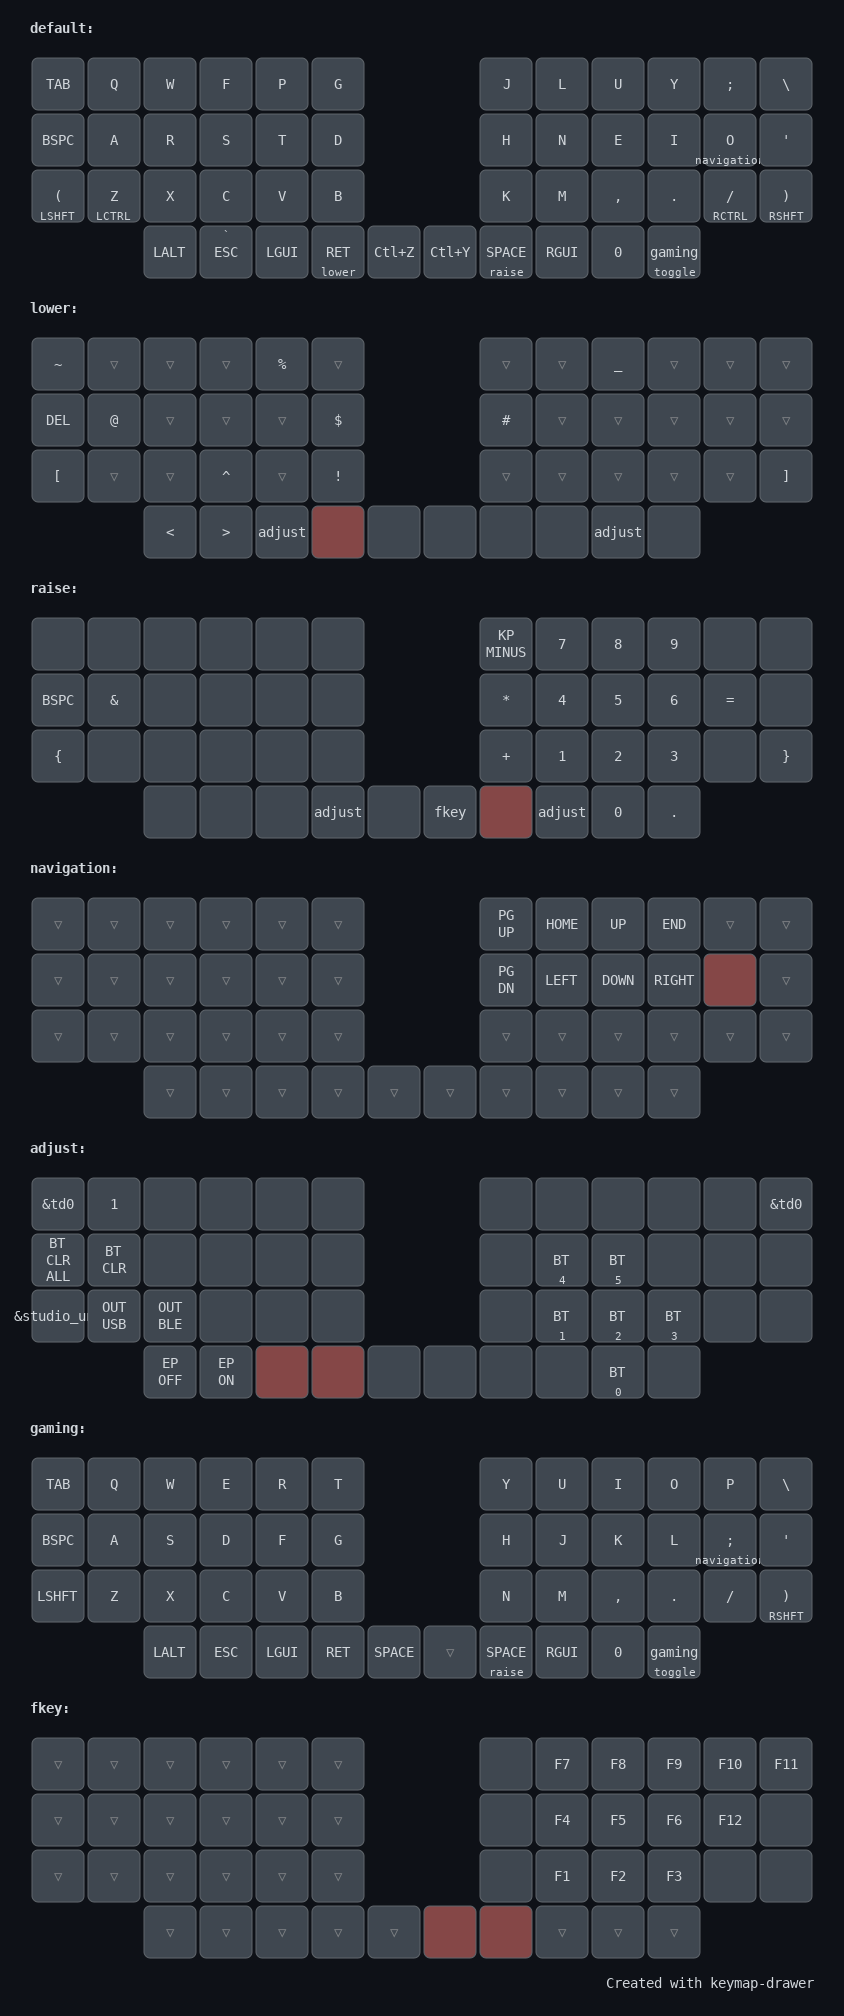 default:
TAB Q W F P G J L U Y ; \
BSPC A R S T D H N E I O '
navigation
( Z X C V B K M , . / )
LSHFT LCTRL RCTRL RSHFT
`
LALT ESC LGUI RET Ctl+Z Ctl+Y SPACE RGUI 0 gaming
lower raise toggle
lower:
~ ▽ ▽ ▽ % ▽ ▽ ▽ _ ▽ ▽ ▽
DEL @ ▽ ▽ ▽ $ # ▽ ▽ ▽ ▽ ▽
[ ▽ ▽ ^ ▽ ! ▽ ▽ ▽ ▽ ▽ ]
< > adjust adjust
raise:
KP
MINUS 7 8 9
BSPC & * 4 5 6 =
{ + 1 2 3 }
adjust fkey adjust 0 .
navigation:
▽ ▽ ▽ ▽ ▽ ▽ PG
UP HOME UP END ▽ ▽
▽ ▽ ▽ ▽ ▽ ▽ PG
DN LEFT DOWN RIGHT ▽
▽ ▽ ▽ ▽ ▽ ▽ ▽ ▽ ▽ ▽ ▽ ▽
▽ ▽ ▽ ▽ ▽ ▽ ▽ ▽ ▽ ▽
adjust:
&td0 1 &td0
BT
CLR
ALL
BT
CLR
BT BT
4 5
&studio_u
OUT
USB
OUT
BLE
BT BT BT
1 2 3
EP
OFF
EP
ON
BT
0
gaming:
TAB Q W E R T Y U I O P \
BSPC A S D F G H J K L ; '
navigation
LSHFT Z X C V B N M , . / )
RSHFT
LALT ESC LGUI RET SPACE ▽ SPACE RGUI 0 gaming
raise toggle
fkey:
▽ ▽ ▽ ▽ ▽ ▽ F7 F8 F9 F10 F11
▽ ▽ ▽ ▽ ▽ ▽ F4 F5 F6 F12
▽ ▽ ▽ ▽ ▽ ▽ F1 F2 F3
▽ ▽ ▽ ▽ ▽ ▽ ▽ ▽
Created with keymap-drawer